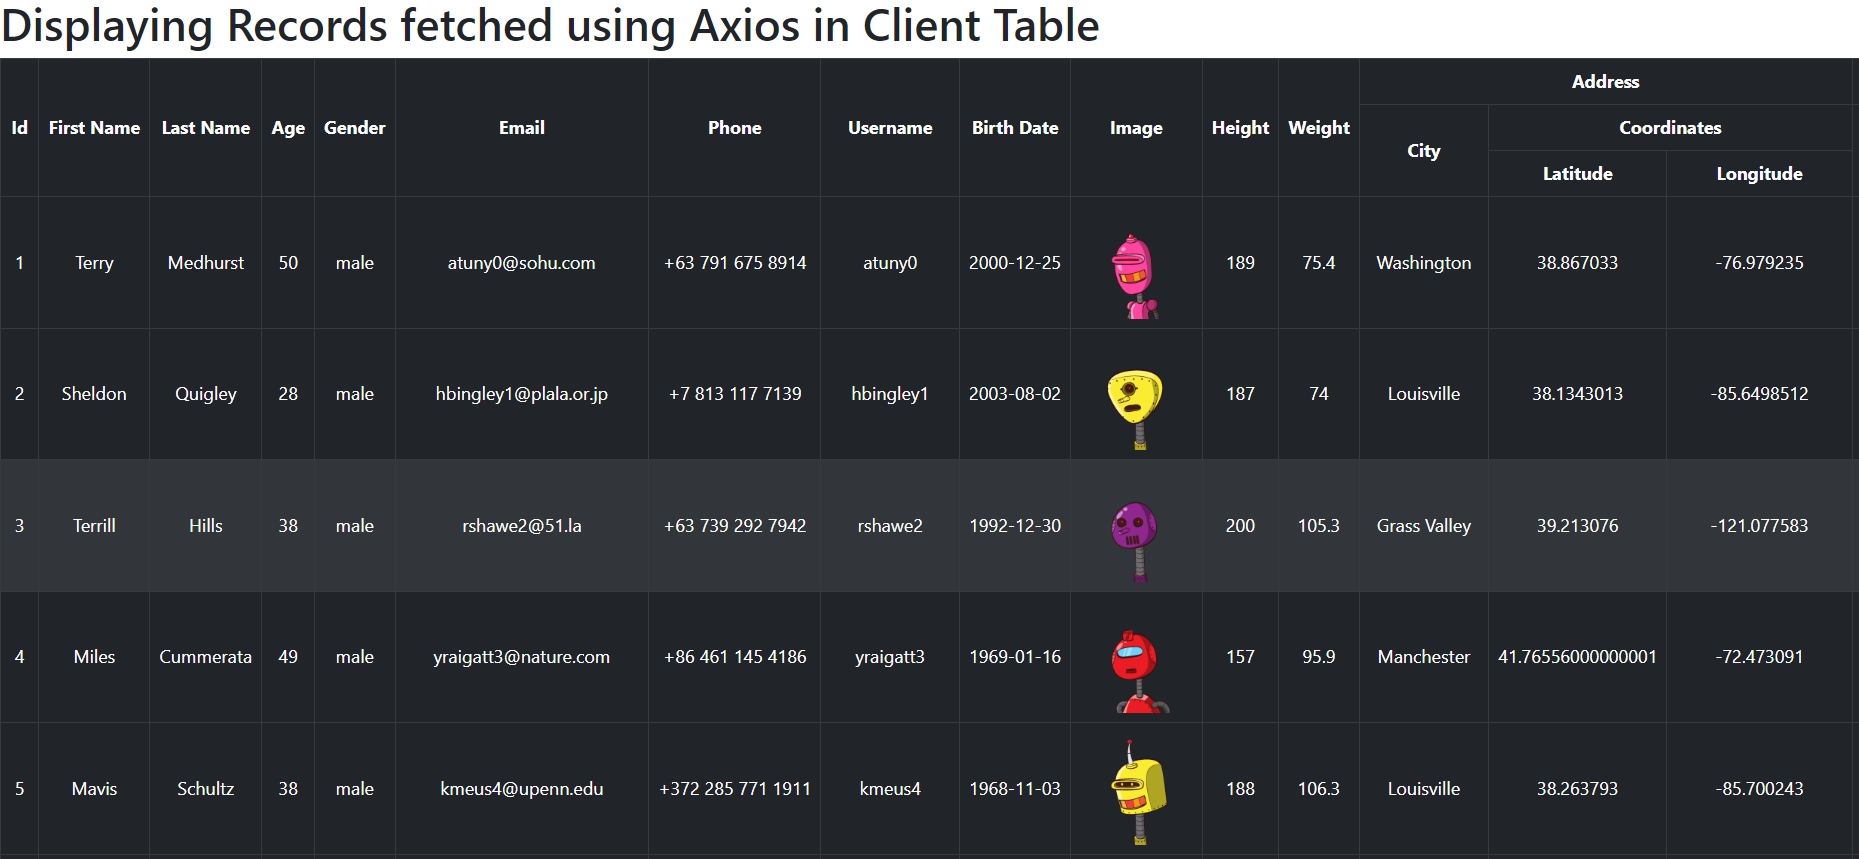 Displaying Records fetched using Axios in Client Table
Id First Name Last Name Age Gender Email Phone Username Birth Date Image Height Weight Address
City Coordinates
Latitude Longitude
1 Terry Medhurst 50 male atuny0@sohu.com +63 791 675 8914 atuny0 2000-12-25 189 75.4 Washington 38.867033 -76.979235
2 Sheldon Quigley 28 male hbingley1@plala.or.jp +7 813 117 7139 hbingley1 2003-08-02 187 74 Louisville 38.1343013 -85.6498512
3 Terrill Hills 38 male rshawe2@51.la +63 739 292 7942 rshawe2 1992-12-30 200 105.3 Grass Valley 39.213076 -121.077583
4 Miles Cummerata 49 male yraigatt3@nature.com +86 461 145 4186 yraigatt3 1969-01-16 157 95.9 Manchester 41.76556000000001 -72.473091
5 Mavis Schultz 38 male kmeus4@upenn.edu +372 285 771 1911 kmeus4 1968-11-03 188 106.3 Louisville 38.263793 -85.700243